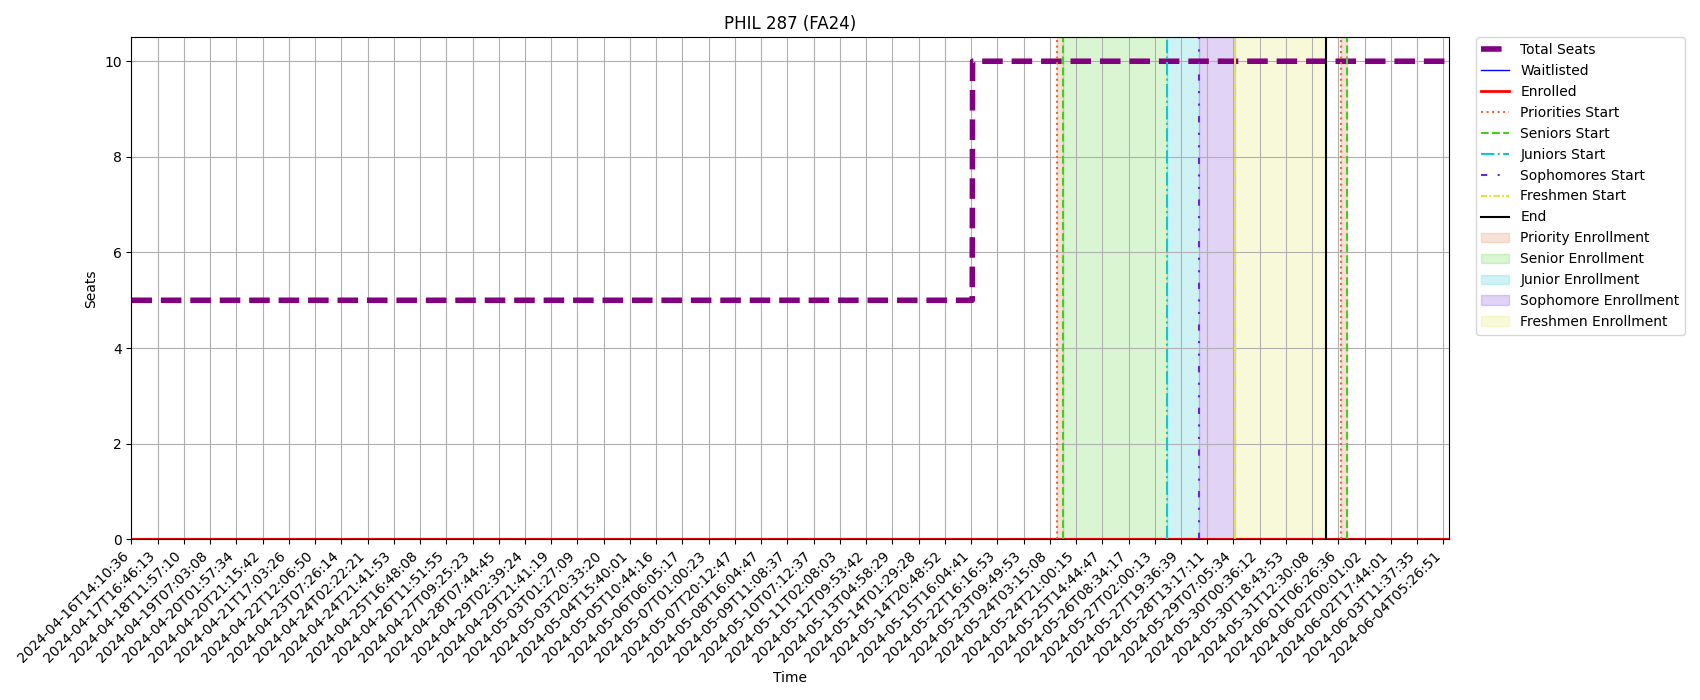 PHIL 287 (FA24)
Seats
10
8
6
4
2
0
2024-04-16T14:10:36
2024-04-17T16:46:13
2024-04-18T11:57:10
2024-04-19T07:03:08
2024-04-20T01:57:34
2024-04-20T21:15:42
2024-04-21T17:03:26
2024-04-22T12:06:50
2024-04-23T07:26:14
2024-04-24T02:22:21
2024-04-24T21:41:53
2024-04-25T16:48:08
2024-04-26T11:51:55
2024-04-27T09:25:23
2024-04-28T07:44:45
2024-04-29T02:39:24
2024-04-29T21:41:19
2024-05-03T01:27:09
2024-05-03T20:33:20
2024-05-04T15:40:01
2024-05-05T10:44:16
2024-05-06T06:05:17
2024-05-07T01:00:23
2024-05-07T20:12:47
2024-05-08T16:04:47
2024-05-09T11:08:37
2024-05-10T07:12:37
2024-05-11T02:08:03
2024-05-12T09:53:42
2024-05-13T04:58:29
2024-05-14T01:29:28
2024-05-14T20:48:52
2024-05-15T16:04:41
2024-05-22T16:16:53
2024-05-23T09:49:53
2024-05-24T03:15:08
2024-05-24T21:00:15
2024-05-25T14:44:47
2024-05-26T08:34:17
2024-05-27T02:00:13
2024-05-27T19:36:39
2024-05-28T13:17:11
2024-05-29T07:05:34
2024-05-30T00:36:12
2024-05-30T18:43:53
2024-05-31T12:30:08
2024-06-01T06:26:36
2024-06-02T00:01:02
2024-06-02T17:44:01
2024-06-03T11:37:35
2024-06-04T05:26:51
Time
Total Seats
Waitlisted
Enrolled
Priorities Start
Seniors Start
Juniors Start
Sophomores Start
Freshmen Start
End
Priority Enrollment
Senior Enrollment
Junior Enrollment
Sophomore Enrollment
Freshmen Enrollment